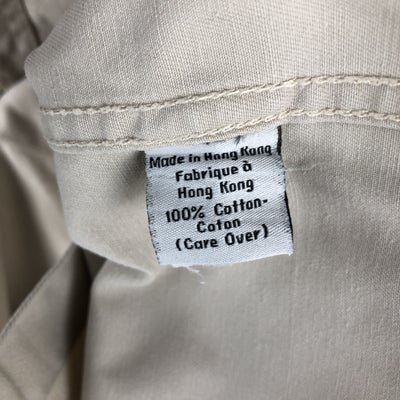 Made in Hong Kong
Fabrique à
Hong Kong
100% Cotton-
Coton
(Care Over)